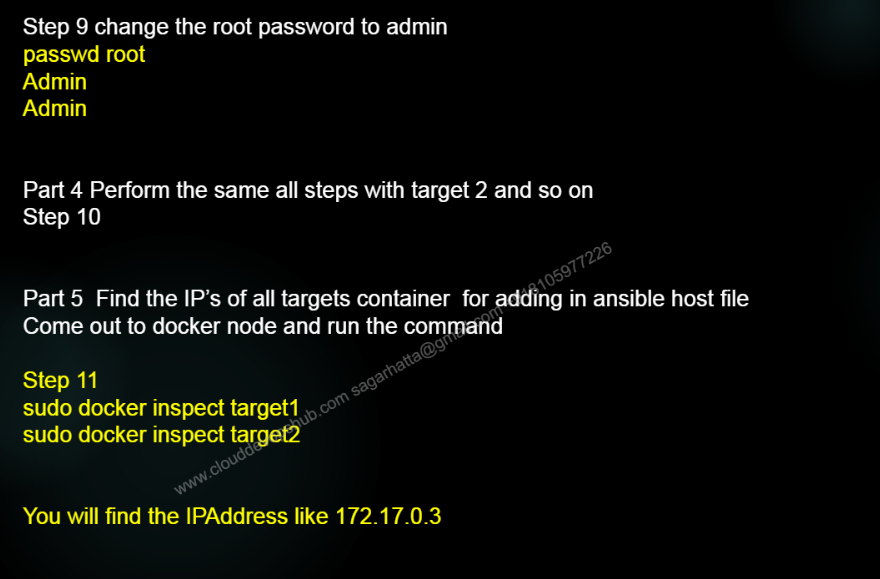 Step 9 change the root password to admin
passwd root
Admin
Admin
Part 4 Perform the same all steps with target 2 and so on
Step 10
Part 5  Find the IP’s of all targets container  for adding in ansible host file
Come out to docker node and run the command
Step 11
sudo docker inspect target1
sudo docker inspect target2
You will find the IPAddress like 172.17.0.3